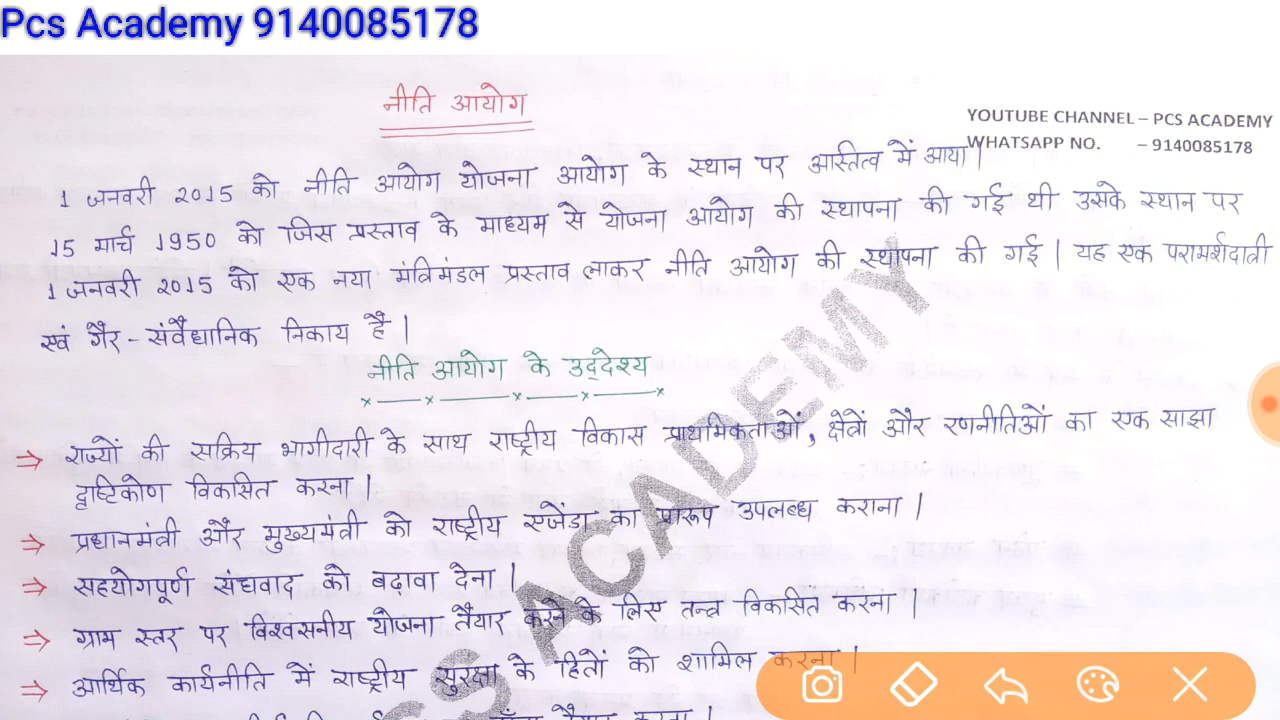 Pcs Academy 9140085178
नीति आयोग
YOUTUBE CHANNEL – PCS ACADEMY
WHATSAPP NO. – 9140085178
1 जनवरी 2015 को नीति आयोग योजना आयोग के स्थान पर अस्तित्व में आया |
15 मार्च 1950 को जिस प्रस्ताव के माध्यम से योजना आयोग की स्थापना की गई थी उसके स्थान पर
1 जनवरी 2015 को एक नया मंत्रिमंडल प्रस्ताव लाकर नीति आयोग की स्थापना की गई | यह एक परामर्शदात्री
एवं गैर - संवैधानिक निकाय है |
नीति आयोग के उद्देश्य
⇒ राज्यों की सक्रिय भागीदारी के साथ राष्ट्रीय विकास प्राथमिकताओं, क्षेत्रों और रणनीतिओं का एक साझा
दृष्टिकोण विकसित करना |
⇒ प्रधानमंत्री और मुख्यमंत्री को राष्ट्रीय एजेंडा का प्रारूप उपलब्ध कराना |
⇒ सहयोगपूर्ण संघवाद को बढ़ावा देना |
⇒ ग्राम स्तर पर विश्वसनीय योजना तैयार करने के लिए तन्त्र विकसित करना |
⇒ आर्थिक कार्यनीति में राष्ट्रीय सुरक्षा के हितों को शामिल करना |
तैयार करना |
PCS ACADEMY